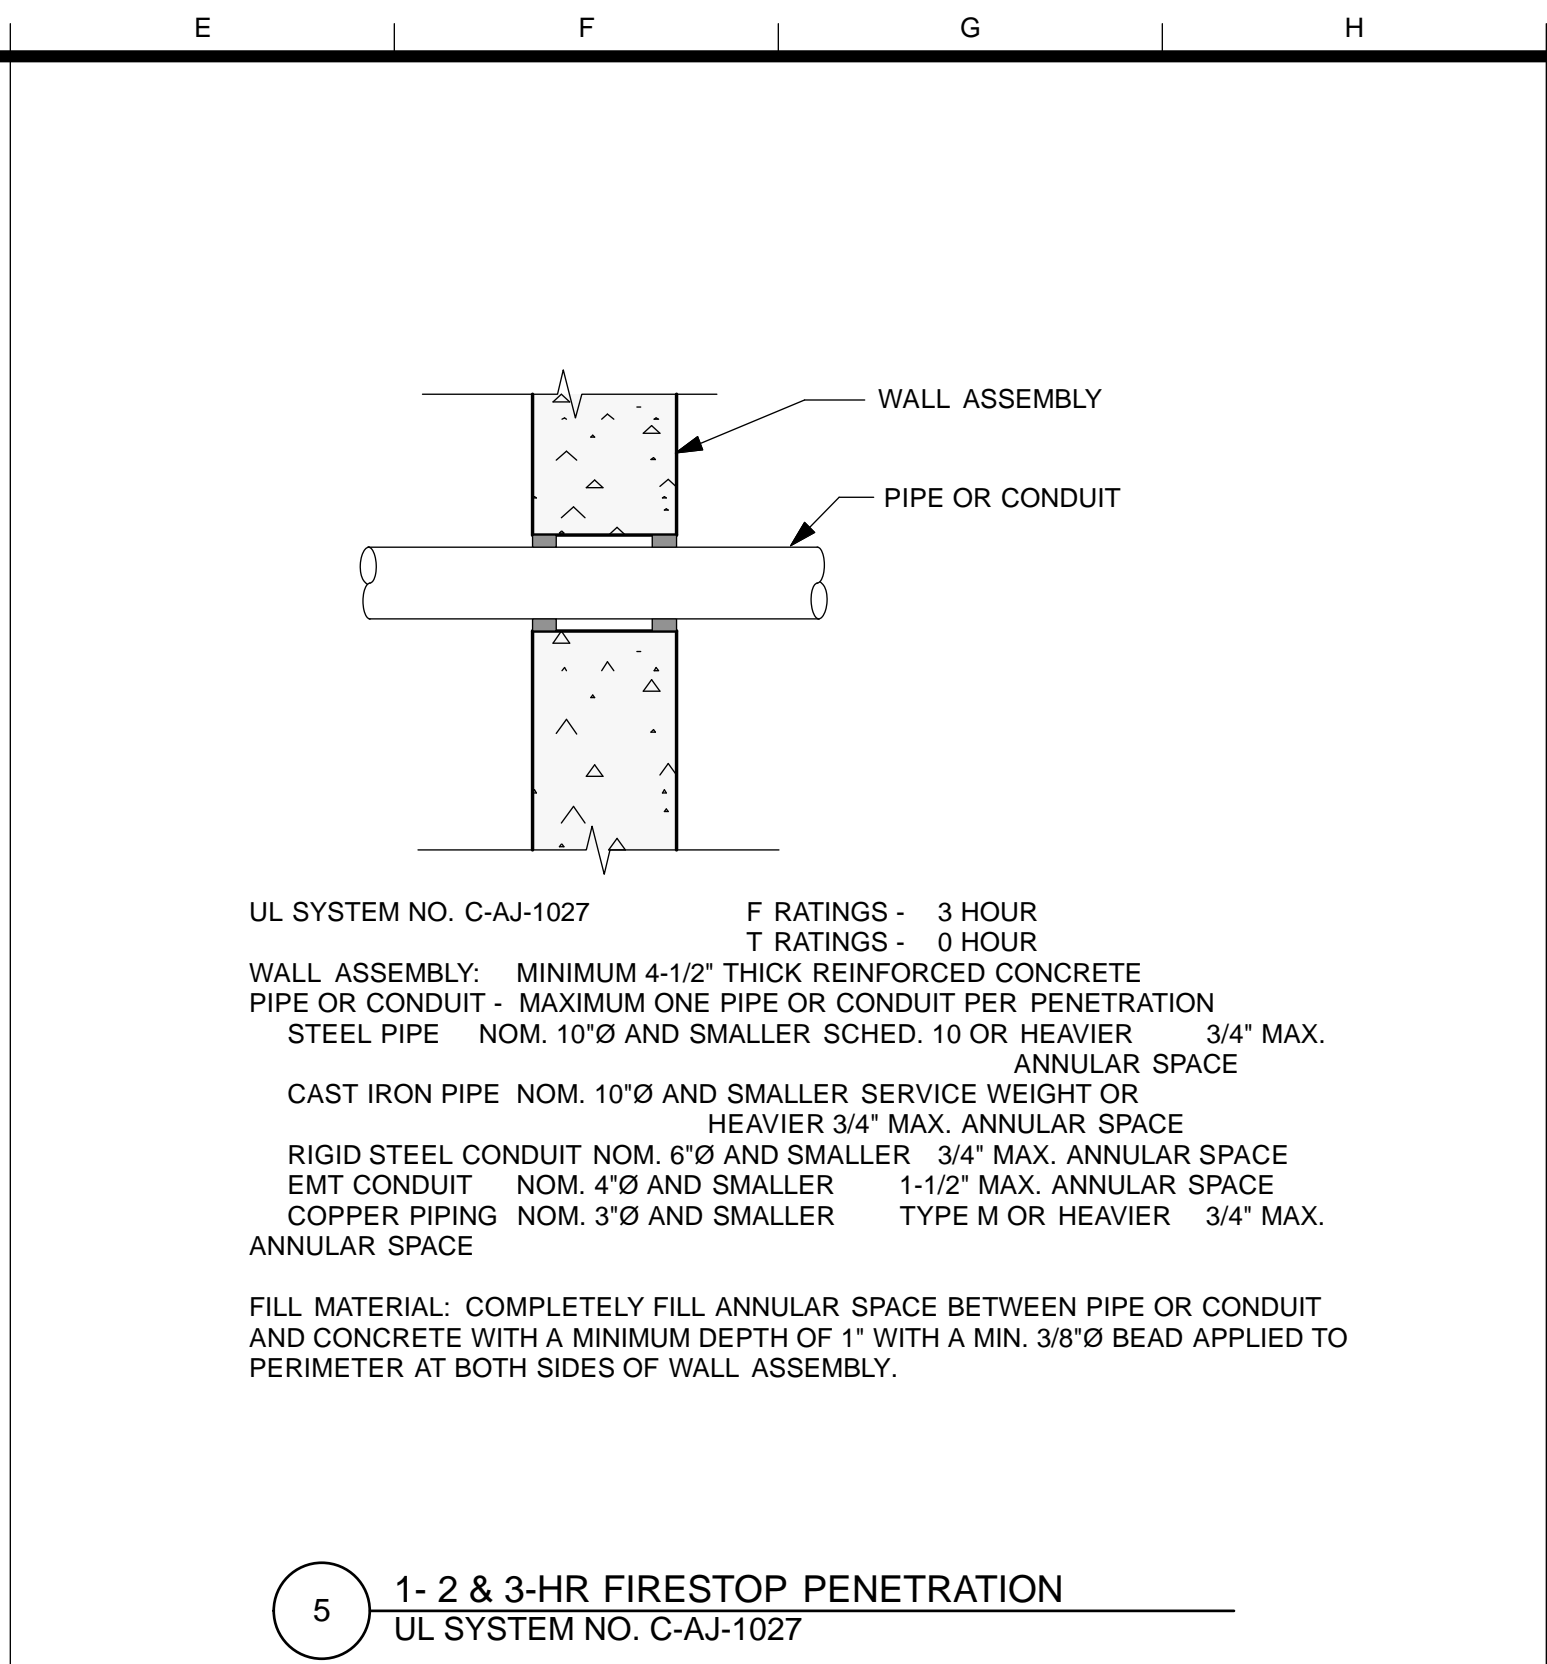 E F G H
WALL ASSEMBLY
PIPE OR CONDUIT
UL SYSTEM NO. C-AJ-1027 F RATINGS - 3 HOUR
T RATINGS - 0 HOUR
WALL ASSEMBLY: MINIMUM 4-1/2" THICK REINFORCED CONCRETE
PIPE OR CONDUIT - MAXIMUM ONE PIPE OR CONDUIT PER PENETRATION
STEEL PIPE NOM. 10"Ø AND SMALLER SCHED. 10 OR HEAVIER 3/4" MAX.
ANNULAR SPACE
CAST IRON PIPE NOM. 10"Ø AND SMALLER SERVICE WEIGHT OR
HEAVIER 3/4" MAX. ANNULAR SPACE
RIGID STEEL CONDUIT NOM. 6"Ø AND SMALLER 3/4" MAX. ANNULAR SPACE
EMT CONDUIT NOM. 4"Ø AND SMALLER 1-1/2" MAX. ANNULAR SPACE
COPPER PIPING NOM. 3"Ø AND SMALLER TYPE M OR HEAVIER 3/4" MAX.
ANNULAR SPACE
FILL MATERIAL: COMPLETELY FILL ANNULAR SPACE BETWEEN PIPE OR CONDUIT
AND CONCRETE WITH A MINIMUM DEPTH OF 1" WITH A MIN. 3/8"Ø BEAD APPLIED TO
PERIMETER AT BOTH SIDES OF WALL ASSEMBLY.
5 1- 2 & 3-HR FIRESTOP PENETRATION
UL SYSTEM NO. C-AJ-1027